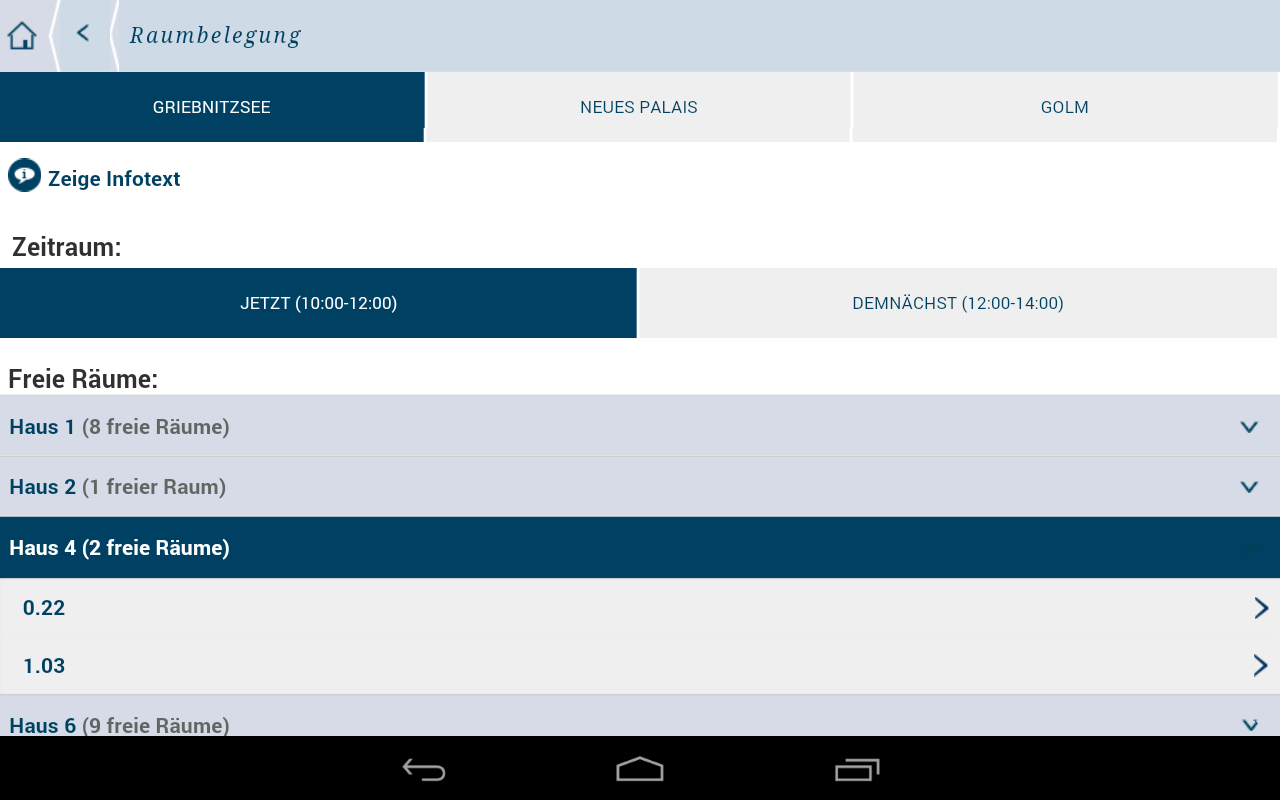 Raumbelegung
GRIEBNITZSEE
NEUES PALAIS
GOLM
Zeige Infotext
Zeitraum:
JETZT (10:00-12:00)
DEMNÄCHST (12:00-14:00)
Freie Räume:
Haus 1 (8 freie Räume)
Haus 2 (1 freier Raum)
Haus 4 (2 freie Räume)
0.22
1.03
Haus 6 (9 freie Räume)